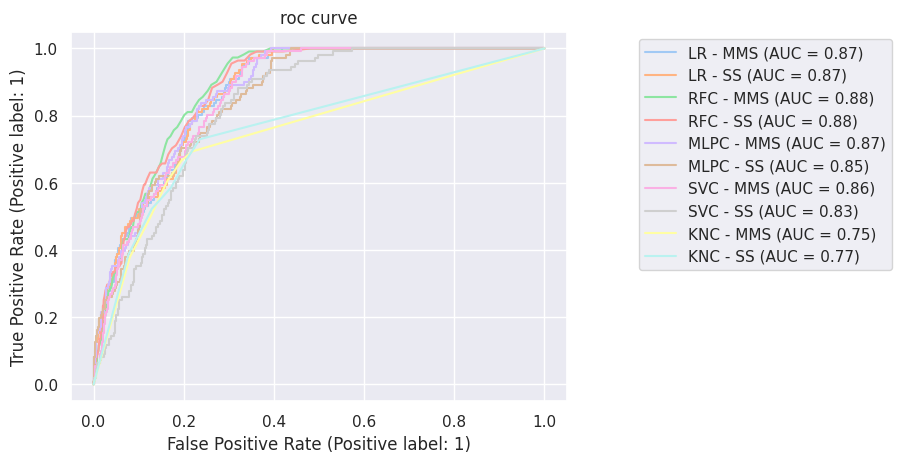 roc curve
1.0
0.8
0.6
0.4
0.2
0.0
True Positive Rate (Positive label: 1)
0.0 0.2 0.4 0.6 0.8 1.0
False Positive Rate (Positive label: 1)
LR - MMS (AUC = 0.87)
LR - SS (AUC = 0.87)
RFC - MMS (AUC = 0.88)
RFC - SS (AUC = 0.88)
MLPC - MMS (AUC = 0.87)
MLPC - SS (AUC = 0.85)
SVC - MMS (AUC = 0.86)
SVC - SS (AUC = 0.83)
KNC - MMS (AUC = 0.75)
KNC - SS (AUC = 0.77)